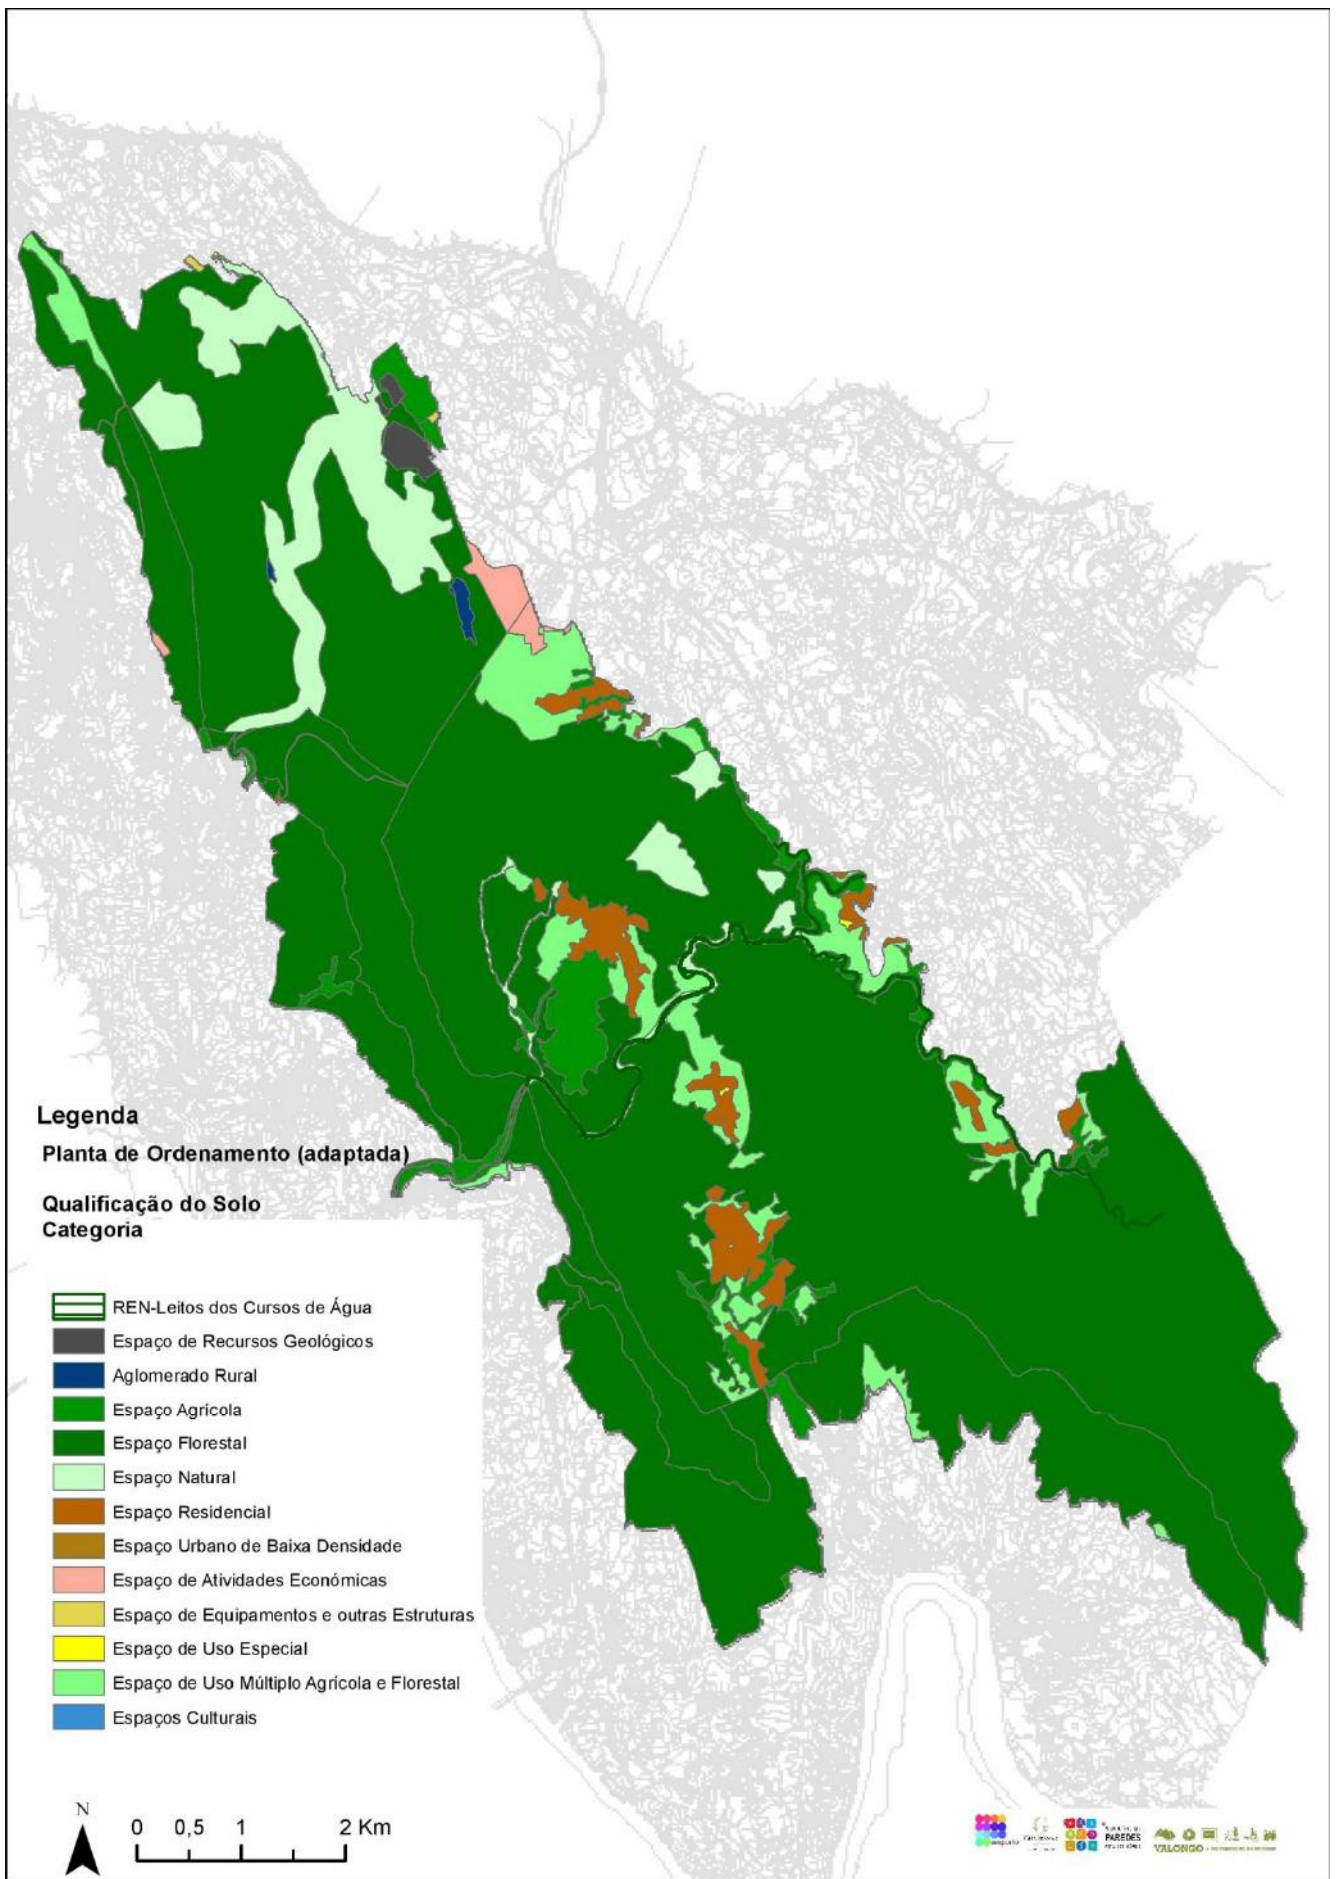 Legenda
Planta de Ordenamento (adaptada)
Qualificação do Solo
Categoria
REN-Leitos dos Cursos de Água
Espaço de Recursos Geológicos
Aglomerado Rural
Espaço Agrícola
Espaço Florestal
Espaço Natural
Espaço Residencial
Espaço Urbano de Baixa Densidade
Espaço de Atividades Económicas
Espaço de Equipamentos e outras Estruturas
Espaço de Uso Especial
Espaço de Uso Múltiplo Agrícola e Florestal
Espaços Culturais
N
0 0,5 1 2 Km
PAREDES
VALONGO